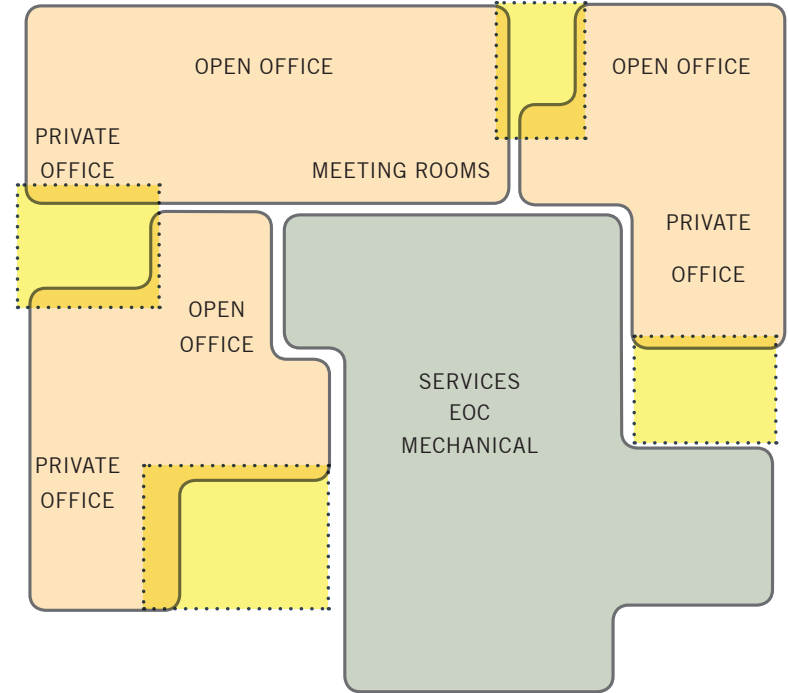 OPEN OFFICE
OPEN OFFICE
PRIVATE
OFFICE
MEETING ROOMS
PRIVATE
OFFICE
OPEN
OFFICE
SERVICES
EOC
MECHANICAL
PRIVATE
OFFICE